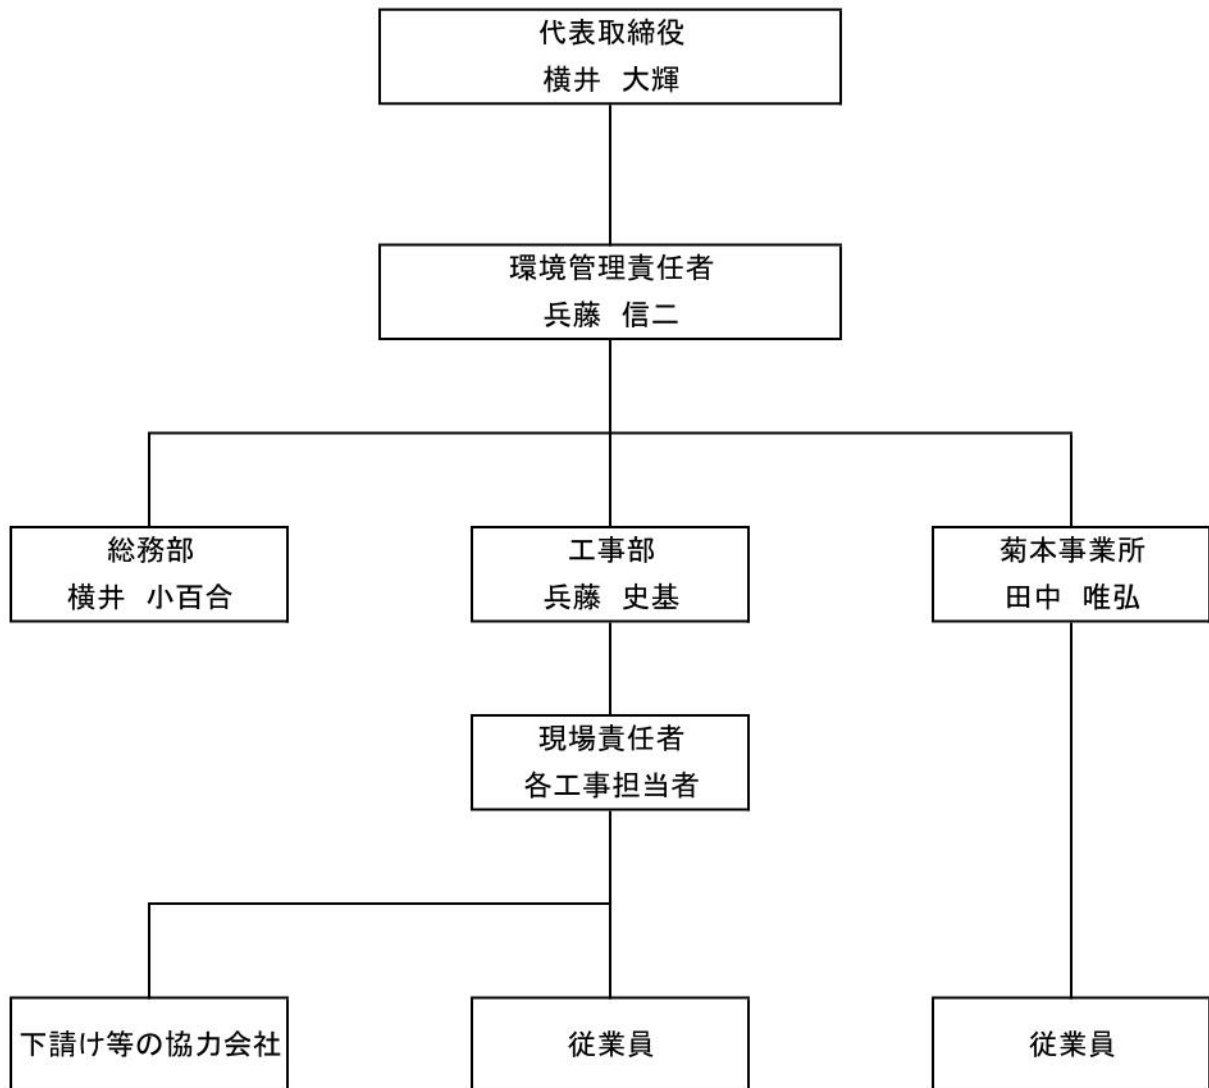 代表取締役
横井　大輝
環境管理責任者
兵藤　信二
総務部
横井　小百合
工事部
兵藤　史基
菊本事業所
田中　唯弘
現場責任者
各工事担当者
下請け等の協力会社
従業員
従業員